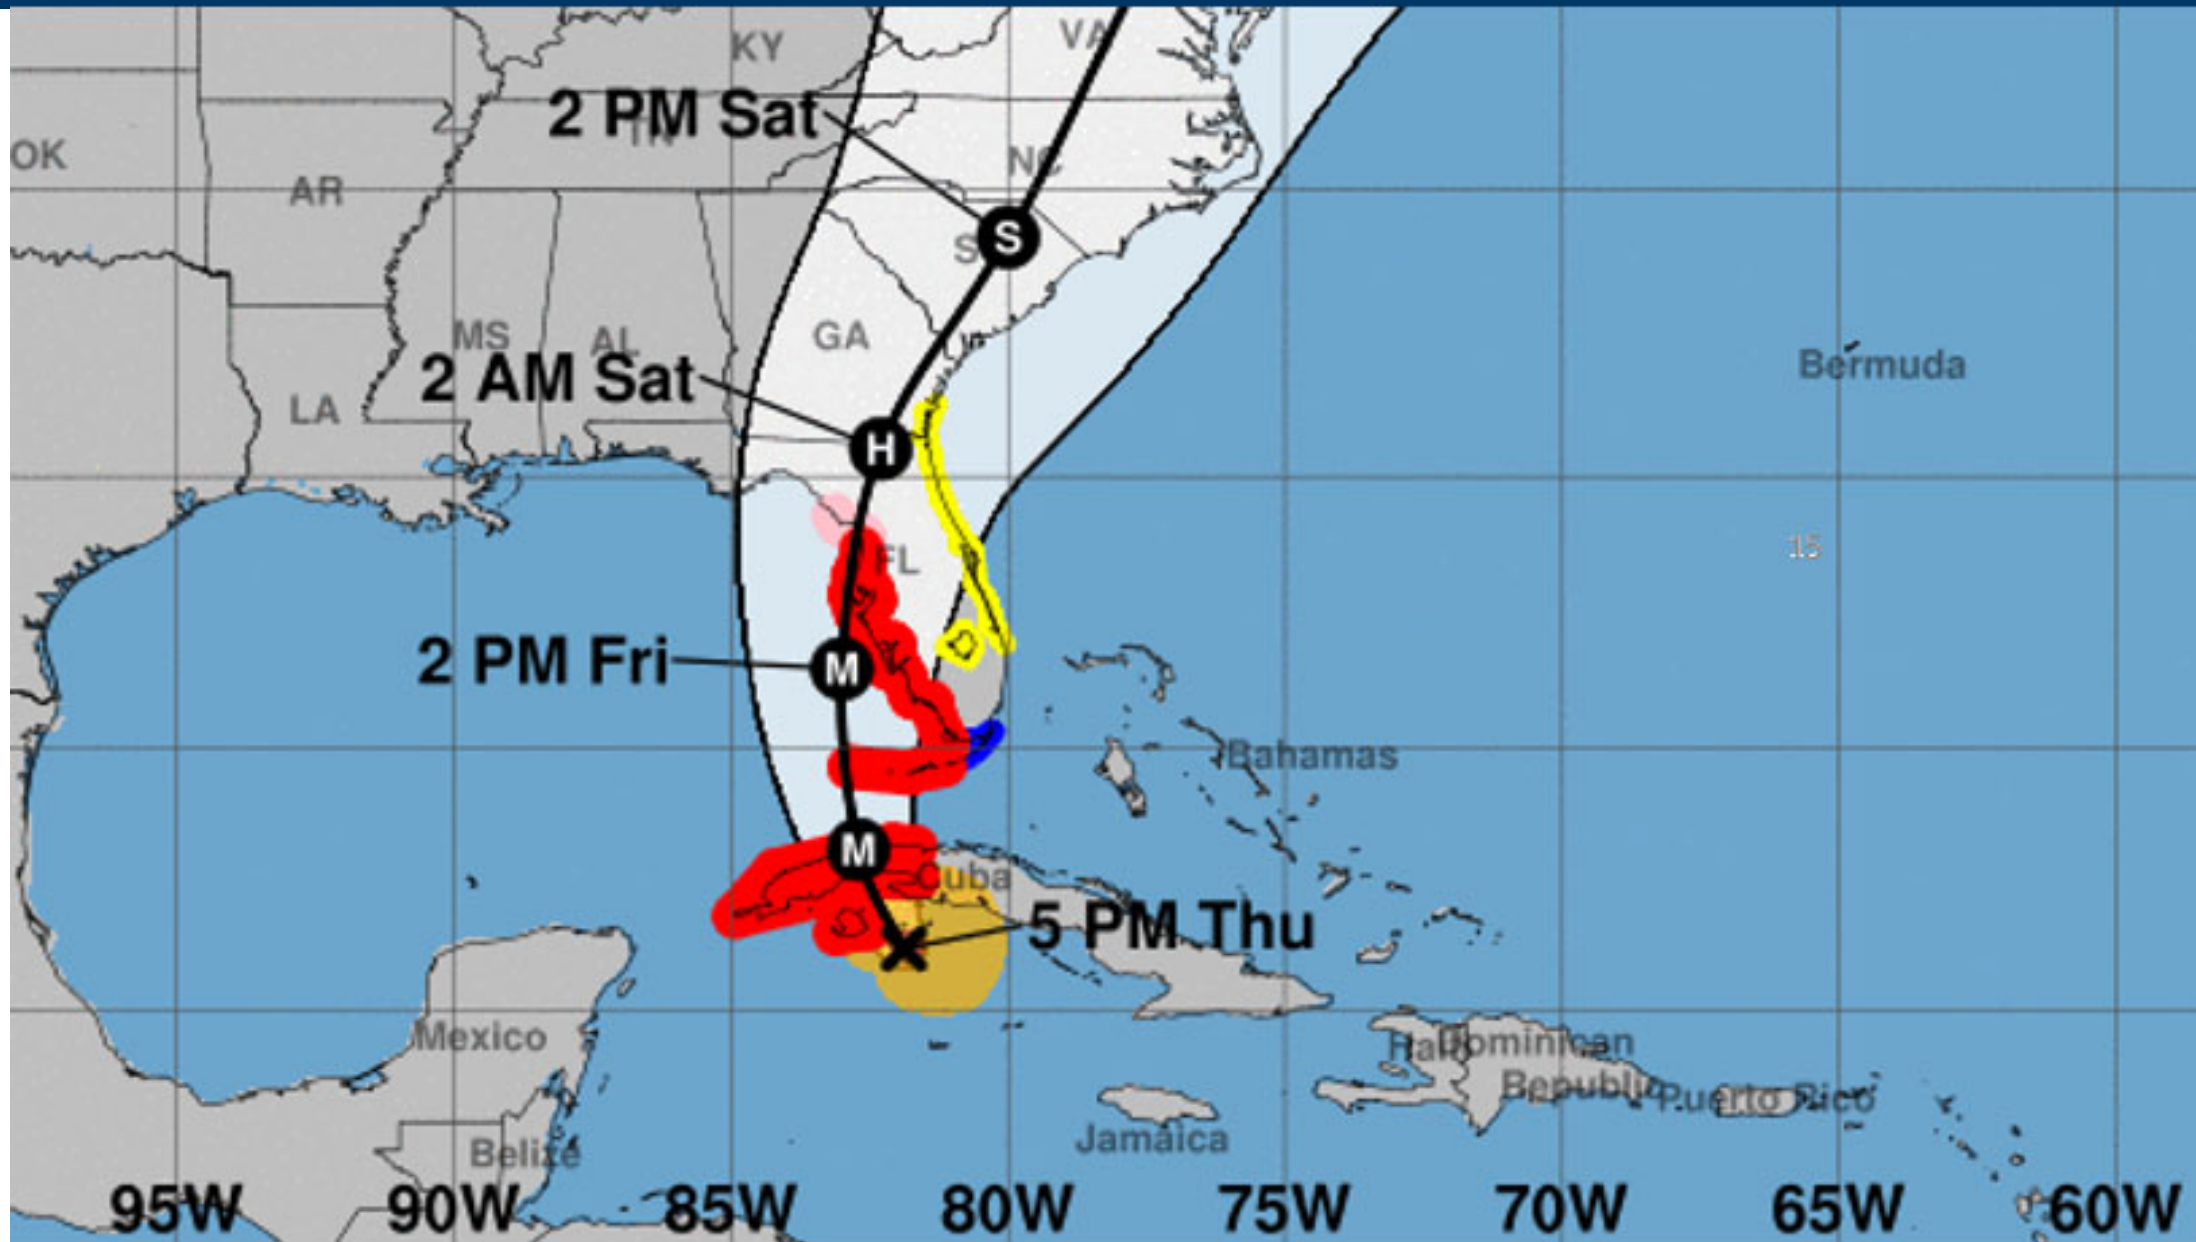 KY
VA
2 PM Sat
TN
OK
NC
AR
S
S
GA
MS
AL
2 AM Sat
Bermuda
LA
H
15
FL
2 PM Fri
M
Bahamas
M
Cuba
5 PM Thu
Mexico
Haiti
Dominican
Republic
Puerto Rico
Jamaica
Belize
95W 90W 85W 80W 75W 70W 65W 60W